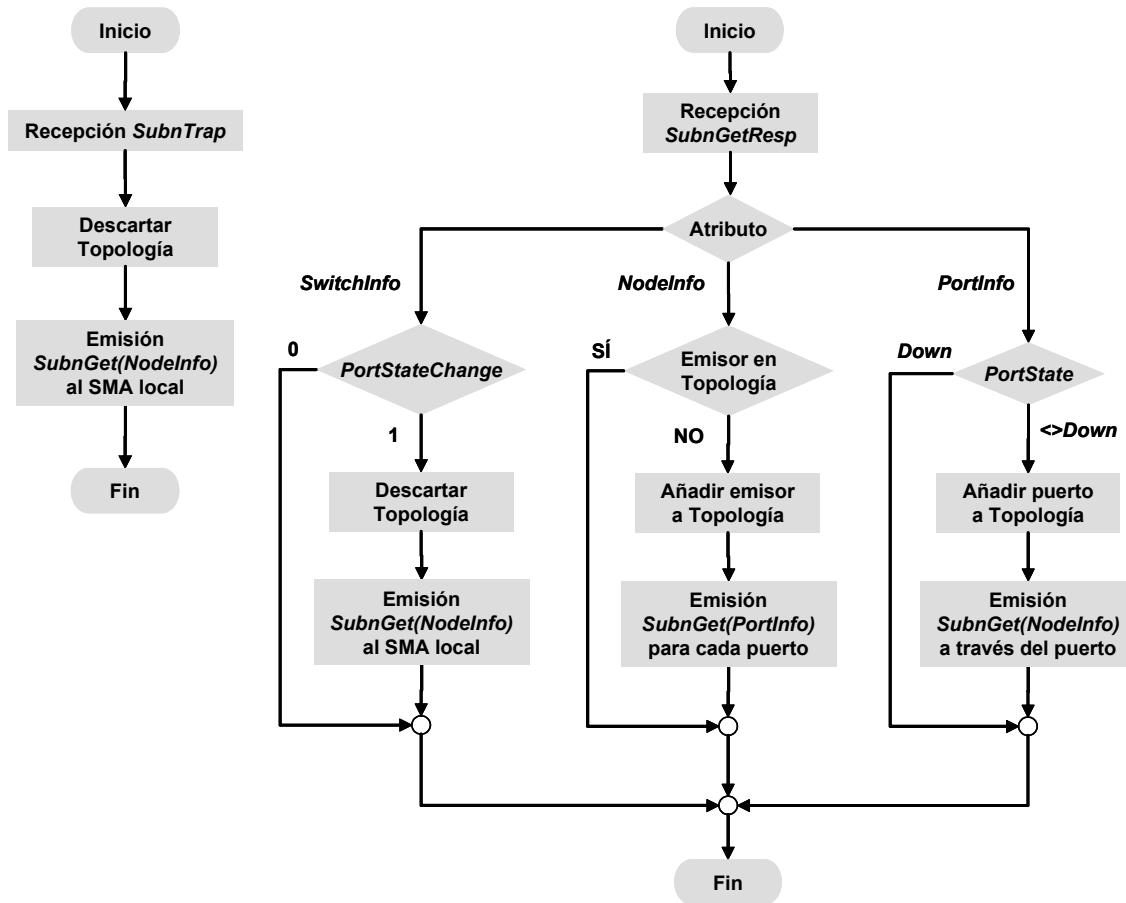 Inicio
Recepción SubnTrap
Descartar
Topología
Emisión
SubnGet(NodeInfo)
al SMA local
Fin
Inicio
Recepción
SubnGetResp
Atributo
SwitchInfo
NodeInfo
PortInfo
0
PortStateChange
1
Descartar
Topología
Emisión
SubnGet(NodeInfo)
al SMA local
SÍ
Emisor en
Topología
NO
Añadir emisor
a Topología
Emisión
SubnGet(PortInfo)
para cada puerto
Down
PortState
<>Down
Añadir puerto
a Topología
Emisión
SubnGet(NodeInfo)
a través del puerto
Fin